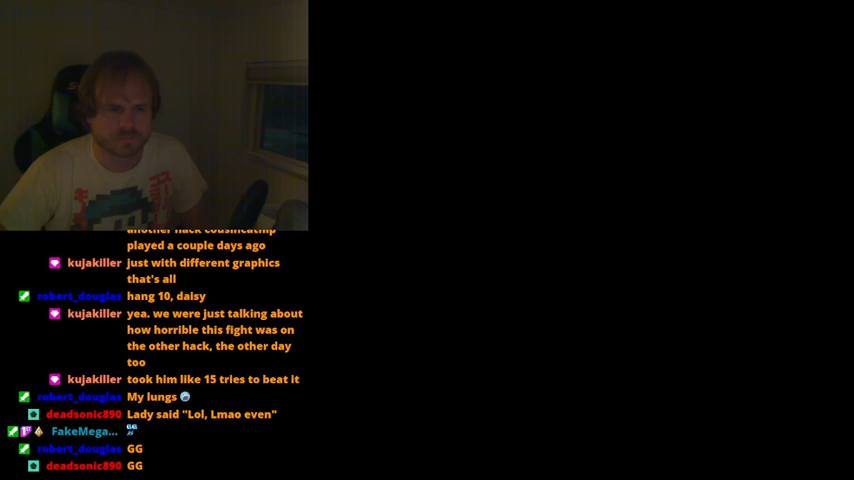 another hack cousincatnip
played a couple days ago
kujakiller just with different graphics
that's all
robert_douglas hang 10, daisy
kujakiller yea. we were just talking about
how horrible this fight was on
the other hack, the other day
too
kujakiller took him like 15 tries to beat it
robert_douglas My lungs
deadsonic890 Lady said "Lol, Lmao even"
FakeMega...
robert_douglas GG
deadsonic890 GG